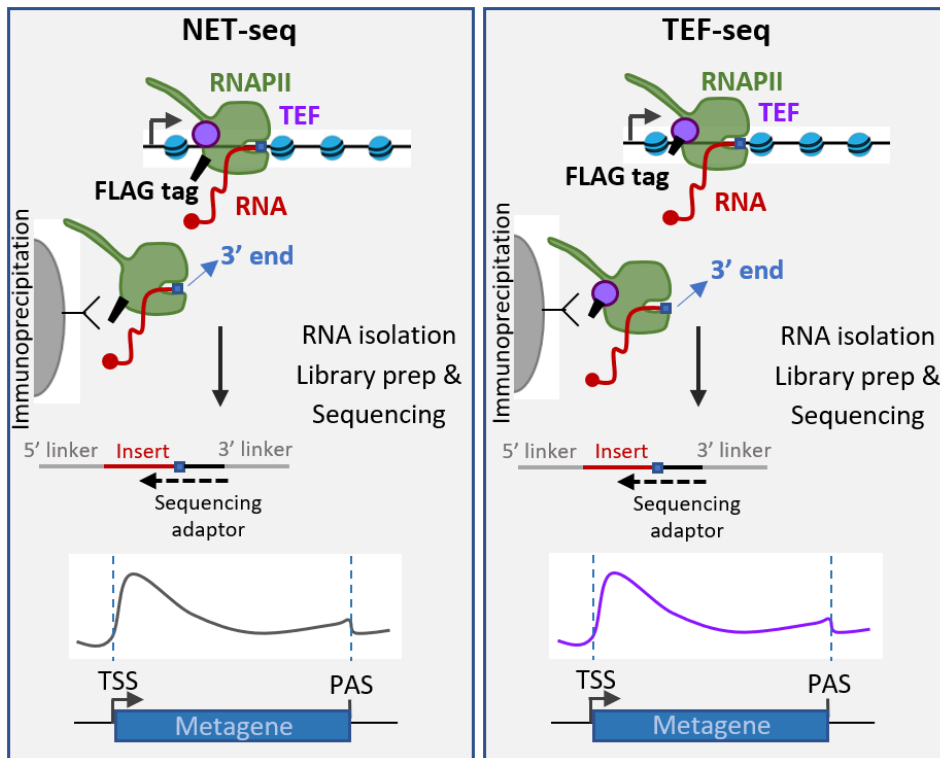 NET-seq
RNAPII
TEF
FLAG tag
RNA
Immunoprecipitation
3’ end
RNA isolation
Library prep &
Sequencing
5’ linker
Insert
3’ linker
Sequencing
adaptor
TSS
PAS
Metagene
TEF-seq
RNAPII
TEF
FLAG tag
RNA
Immunoprecipitation
3’ end
RNA isolation
Library prep &
Sequencing
5’ linker
Insert
3’ linker
Sequencing
adaptor
TSS
PAS
Metagene